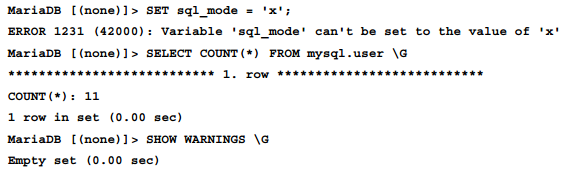 MariaDB [(none)]> SET sql_mode = 'x';
ERROR 1231 (42000): Variable 'sql_mode' can't be set to the value of 'x'
MariaDB [(none)]> SELECT COUNT(*) FROM mysql.user \G
*************************** 1. row ***************************
COUNT(*): 11
1 row in set (0.00 sec)
MariaDB [(none)]> SHOW WARNINGS \G
Empty set (0.00 sec)